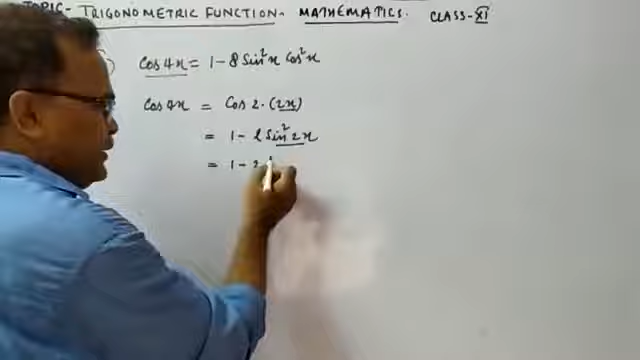 TOPIC- TRIGONOMETRIC FUNCTION. MATHEMATICS. CLASS-XI
) Cos 4x = 1 - 8 Sin²x Cos²x
Cos 4x = Cos 2·(2x)
= 1 - 2 Sin² 2x
= 1 - 2